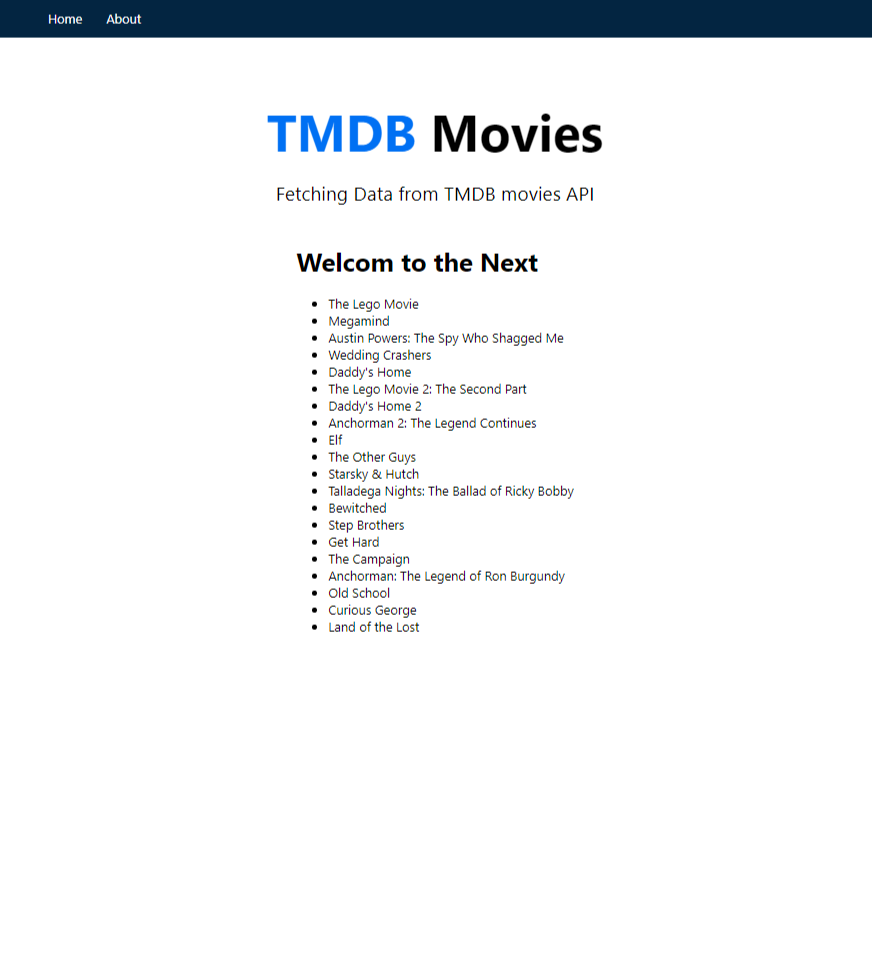 Home About
TMDB Movies
Fetching Data from TMDB movies API
Welcom to the Next
The Lego Movie
Megamind
Austin Powers: The Spy Who Shagged Me
Wedding Crashers
Daddy's Home
The Lego Movie 2: The Second Part
Daddy's Home 2
Anchorman 2: The Legend Continues
Elf
The Other Guys
Starsky & Hutch
Talladega Nights: The Ballad of Ricky Bobby
Bewitched
Step Brothers
Get Hard
The Campaign
Anchorman: The Legend of Ron Burgundy
Old School
Curious George
Land of the Lost